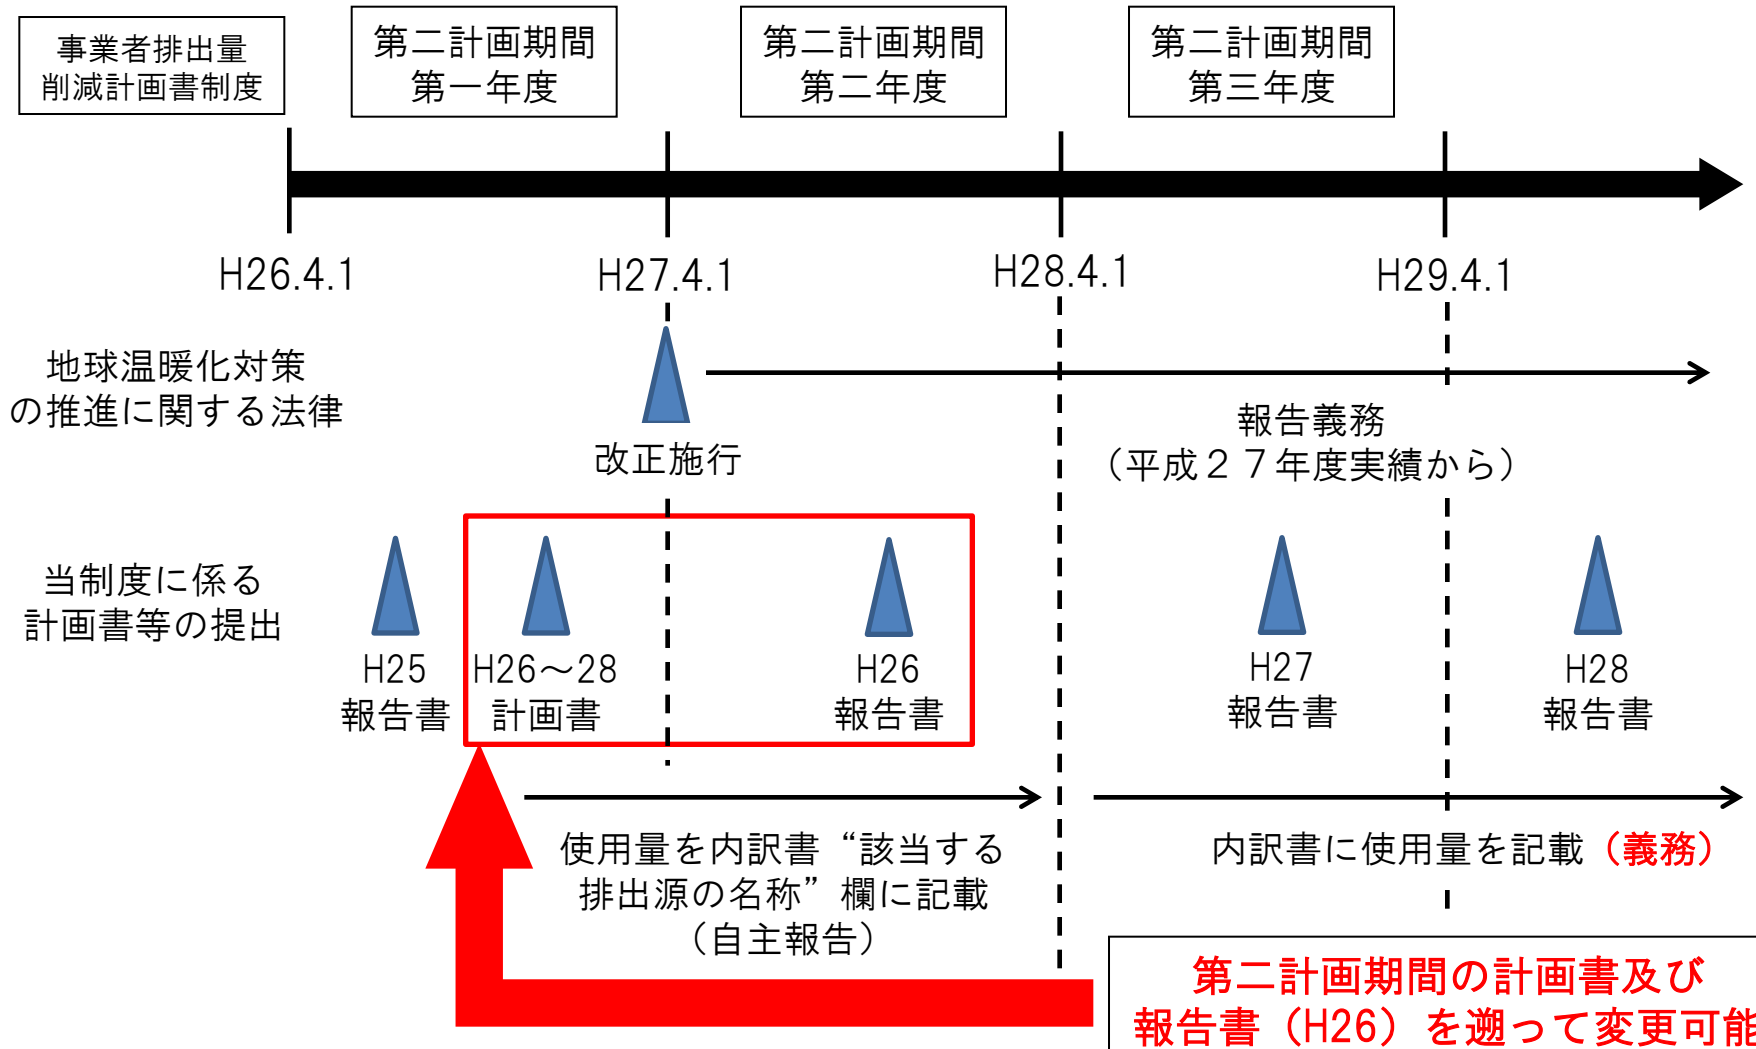 事業者排出量
削減計画書制度
第二計画期間
第一年度
第二計画期間
第二年度
第二計画期間
第三年度
H26.4.1
H27.4.1
H28.4.1
H29.4.1
地球温暖化対策
の推進に関する法律
改正施行
報告義務
（平成２７年度実績から）
当制度に係る
計画書等の提出
H25
報告書
H26～28
計画書
H26
報告書
H27
報告書
H28
報告書
使用量を内訳書“該当する
排出源の名称”欄に記載
（自主報告）
内訳書に使用量を記載（義務）
第二計画期間の計画書及び
報告書（H26）を遡って変更可能